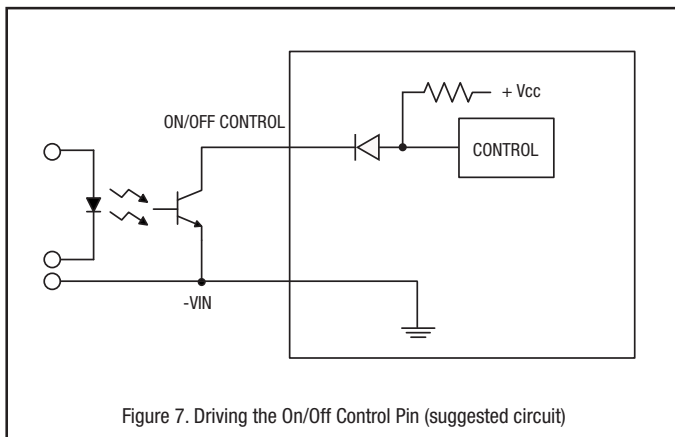 + Vcc
ON/OFF CONTROL
CONTROL
-VIN
Figure 7. Driving the On/Off Control Pin (suggested circuit)